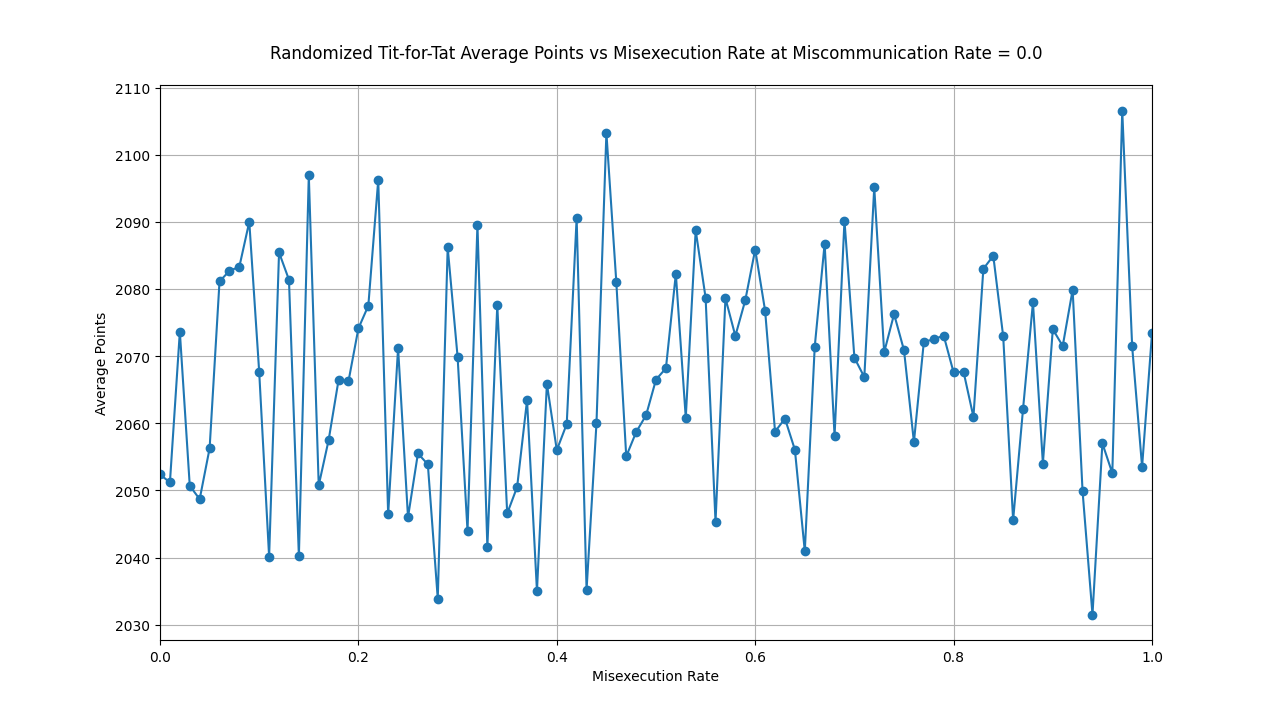 Randomized Tit-for-Tat Average Points vs Misexecution Rate at Miscommunication Rate = 0.0
2110
2100
2090
2080
2070
2060
2050
2040
2030
Average Points
0.0 0.2 0.4 0.6 0.8 1.0
Misexecution Rate